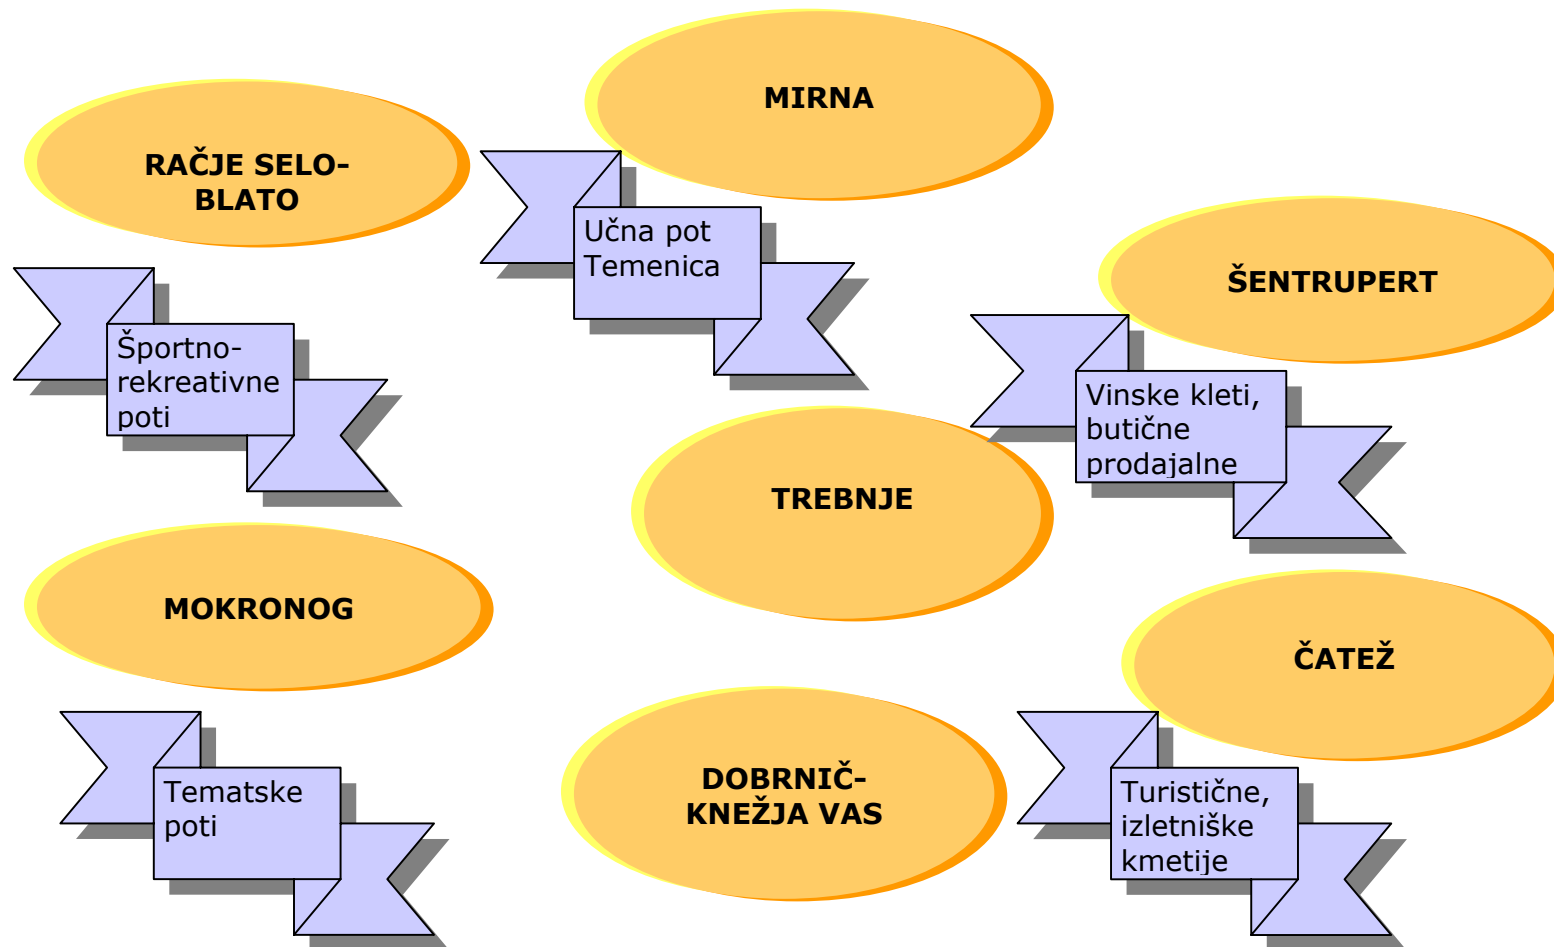 MIRNA
RAČJE SELO-
BLATO
Učna pot
Temenica
ŠENTRUPERT
Športno-
rekreativne
poti
Vinske kleti,
butične
prodajalne
TREBNJE
MOKRONOG
ČATEŽ
Tematske
poti
DOBRNIČ-
KNEŽJA VAS
Turistične,
izletniške
kmetije